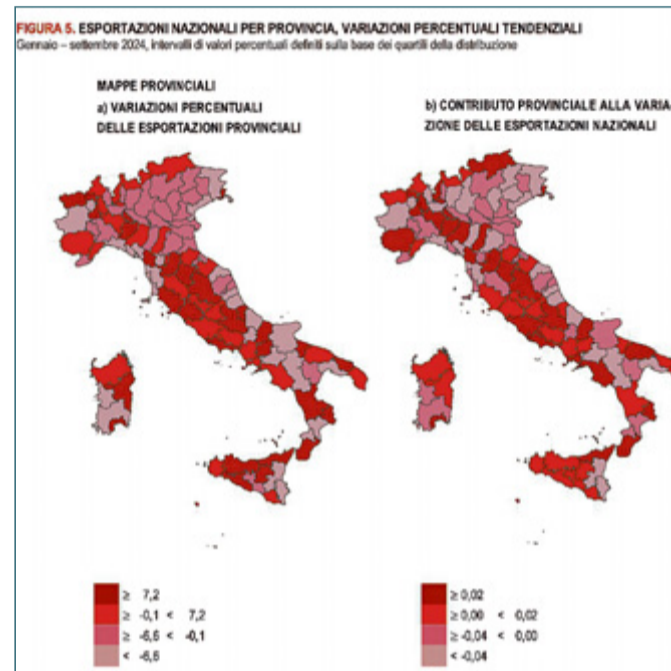 FIGURA 5. ESPORTAZIONI NAZIONALI PER PROVINCIA, VARIAZIONI PERCENTUALI TENDENZIALI
Gennaio – settembre 2024, intervalli di valori percentuali definiti sulla base dei quartili della distribuzione
MAPPE PROVINCIALI
a) VARIAZIONI PERCENTUALI
DELLE ESPORTAZIONI PROVINCIALI
b) CONTRIBUTO PROVINCIALE ALLA VARIA
ZIONE DELLE ESPORTAZIONI NAZIONALI
≥ 7,2
≥ -0,1 < 7,2
≥ -6,6 < -0,1
< -6,6
≥ 0,02
≥ 0,00 < 0,02
≥ -0,04 < 0,00
< -0,04